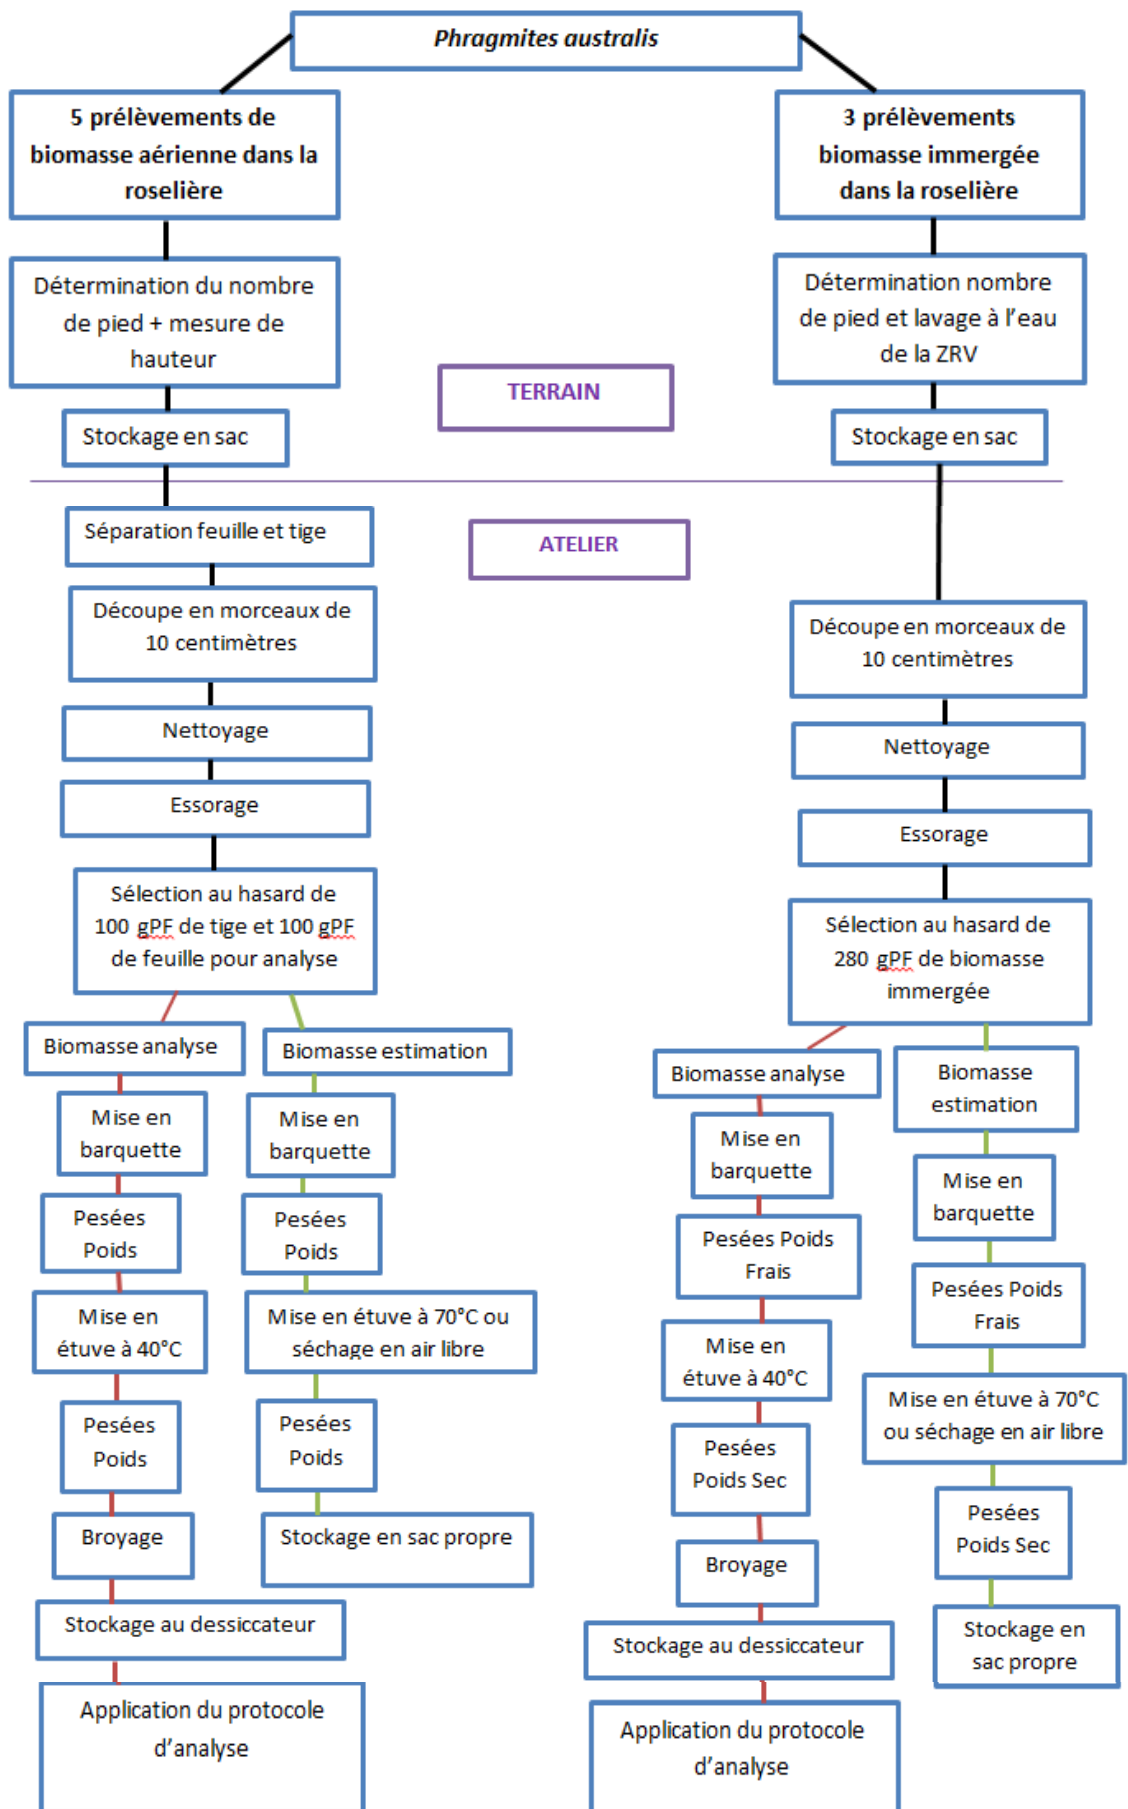 Phragmites australis
5 prélèvements de
biomasse aérienne dans la
roselière
3 prélèvements
biomasse immergée
dans la roselière
Détermination du nombre
de pied + mesure de
hauteur
Détermination nombre
de pied et lavage à l’eau
de la ZRV
TERRAIN
Stockage en sac
Stockage en sac
ATELIER
Séparation feuille et tige
Découpe en morceaux de
10 centimètres
Nettoyage
Essorage
Sélection au hasard de
100 gPF de tige et 100 gPF
de feuille pour analyse
Biomasse analyse
Mise en
barquette
Pesées
Poids
Mise en
étuve à 40°C
Pesées
Poids
Broyage
Stockage au dessiccateur
Application du protocole
d’analyse
Biomasse estimation
Mise en
barquette
Pesées
Poids
Mise en étuve à 70°C ou
séchage en air libre
Pesées
Poids
Stockage en sac propre
Découpe en morceaux de
10 centimètres
Nettoyage
Essorage
Sélection au hasard de
280 gPF de biomasse
immergée
Biomasse analyse
Mise en
barquette
Pesées Poids
Frais
Mise en
étuve à 40°C
Pesées
Poids Sec
Broyage
Stockage au dessiccateur
Application du protocole
d’analyse
Biomasse
estimation
Mise en
barquette
Pesées Poids
Frais
Mise en étuve à 70°C
ou séchage en air libre
Pesées
Poids Sec
Stockage en
sac propre